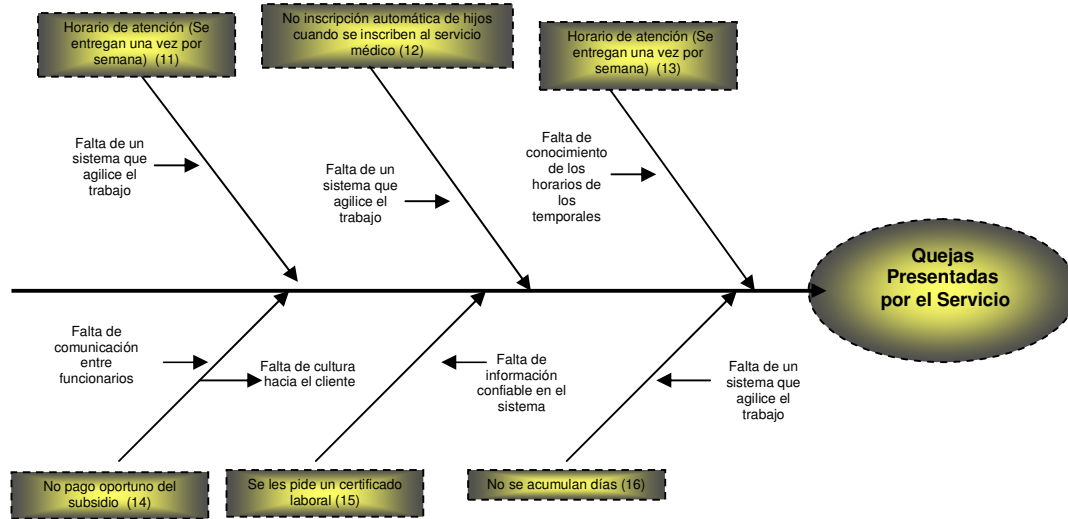 Horario de atención (Se
entregan una vez por
semana) (11)
No inscripción automática de hijos
cuando se inscriben al servicio
médico (12)
Horario de atención (Se
entregan una vez por
semana) (13)
Falta de un
sistema que
agilice el
trabajo
Falta de un
sistema que
agilice el
trabajo
Falta de
conocimiento
de los
horarios de
los
temporales
Quejas
Presentadas
por el Servicio
Falta de
comunicación
entre
funcionarios
Falta de cultura
hacia el cliente
Falta de
información
confiable en el
sistema
Falta de un
sistema que
agilice el
trabajo
No pago oportuno del
subsidio (14)
Se les pide un certificado
laboral (15)
No se acumulan días (16)